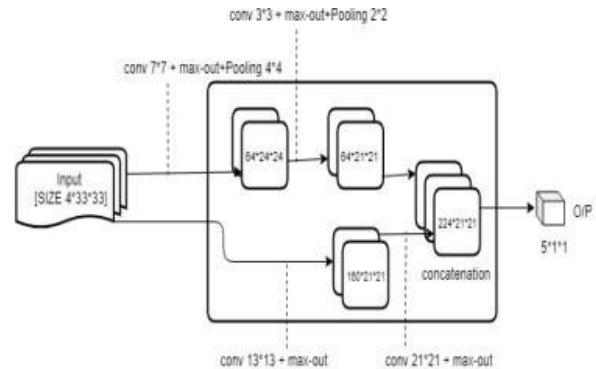 conv 3*3 + max-out+Pooling 2*2
conv 7*7 + max-out+Pooling 4*4
Input
[SIZE 4*33*33]
64*24*24
64*21*21
224*21*21
O/P
5*1*1
160*21*21
concatenation
conv 13*13 + max-out
conv 21*21 + max-out